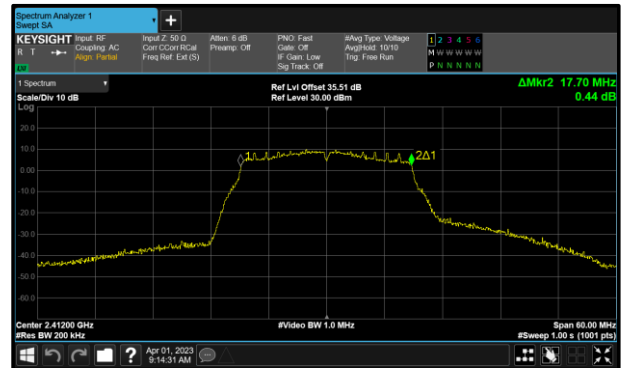 Spectrum Analyzer 1
Swept SA
+
KEYSIGHT
R T
LW
Input: RF
Coupling: AC
Align: Partial
Input Z: 50 Ω
Corr CCorr RCal
Freq Ref: Ext (S)
Atten: 6 dB
Preamp: Off
PNO: Fast
Gate: Off
IF Gain: Low
Sig Track: Off
#Avg Type: Voltage
Avg|Hold: 10/10
Trig: Free Run
1 2 3 4 5 6
M W W W W W
P N N N N N
1 Spectrum
Scale/Div 10 dB
Ref Lvl Offset 35.51 dB
Ref Level 30.00 dBm
ΔMkr2 17.70 MHz
0.44 dB
Log
20.0
10.0
1
2Δ1
0.00
-10.0
-20.0
-30.0
-40.0
-50.0
-60.0
Center 2.41200 GHz
#Video BW 1.0 MHz
Span 60.00 MHz
#Res BW 200 kHz
#Sweep 1.00 s (1001 pts)
?
Apr 01, 2023
9:14:31 AM